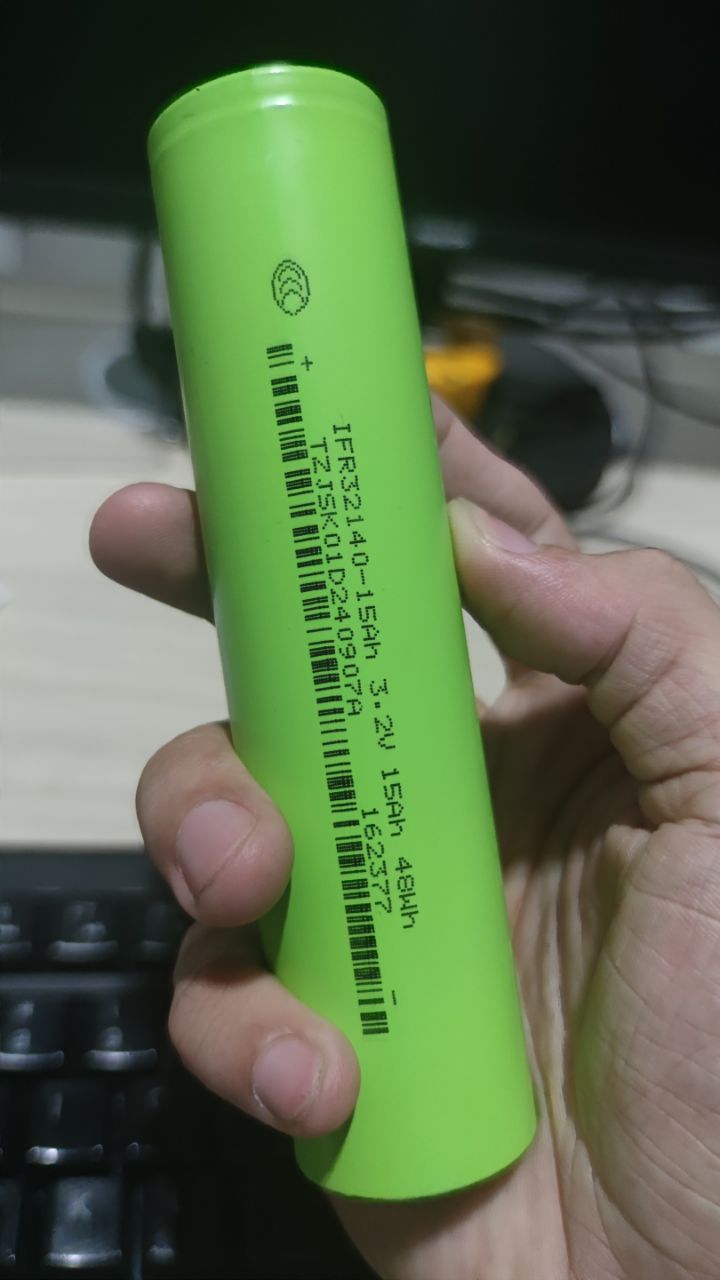 +
IFR32140-15Ah 3.2V 15Ah 48Wh
TZJSK01D240907A 162377
-